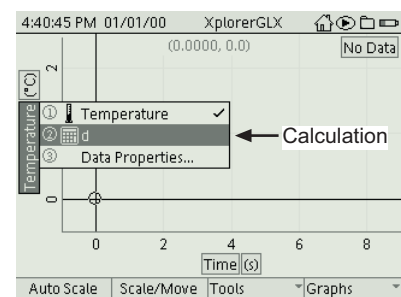 4:40:45 PM 01/01/00 XplorerGLX
(0.0000, 0.0) No Data
2
Temperature (°C)
① Temperature ✓
② d
③ Data Properties...
Calculation
0
0 2 4 6 8
Time (s)
Auto Scale Scale/Move Tools Graphs